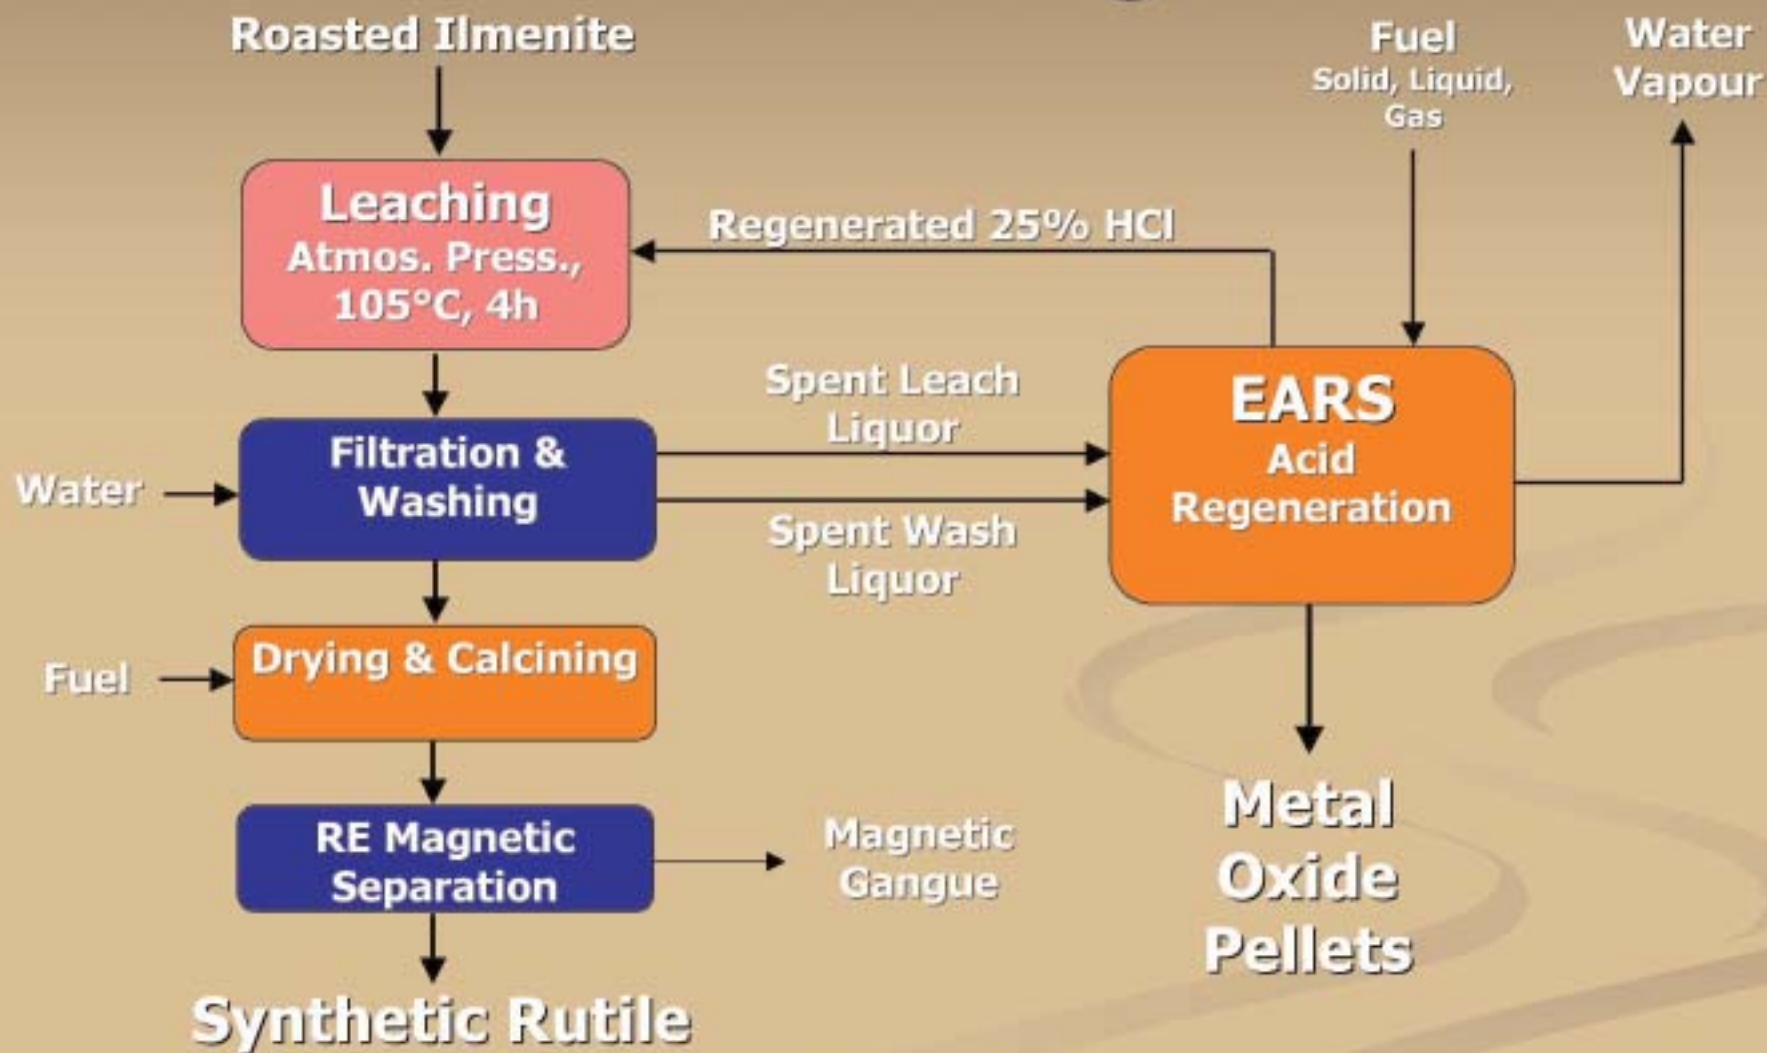 Roasted Ilmenite
Fuel
Solid, Liquid,
Gas
Water
Vapour
Leaching
Atmos. Press.,
105°C, 4h
Regenerated 25% HCl
Spent Leach
Liquor
EARS
Acid
Regeneration
Water
Filtration &
Washing
Spent Wash
Liquor
Fuel
Drying & Calcining
RE Magnetic
Separation
Magnetic
Gangue
Metal
Oxide
Pellets
Synthetic Rutile